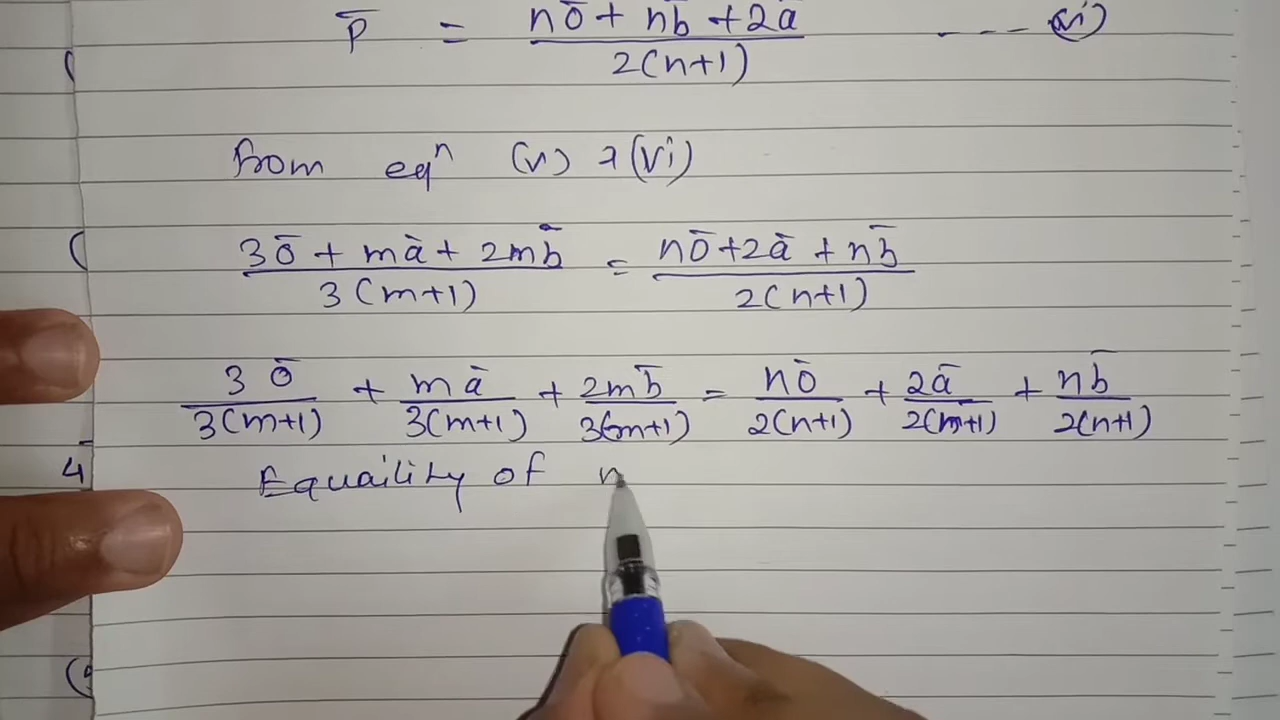 p̄ = (nō + nb̄ + 2ā) / 2(n+1) ---- (vi)
from eqⁿ (v) & (vi)
(3ō + mā + 2mb̄) / 3(m+1) = (nō + 2ā + nb̄) / 2(n+1)
3ō / 3(m+1) + mā / 3(m+1) + 2mb̄ / 3(m+1) = nō / 2(n+1) + 2ā / 2(n+1) + nb̄ / 2(n+1)
4
Equaility of